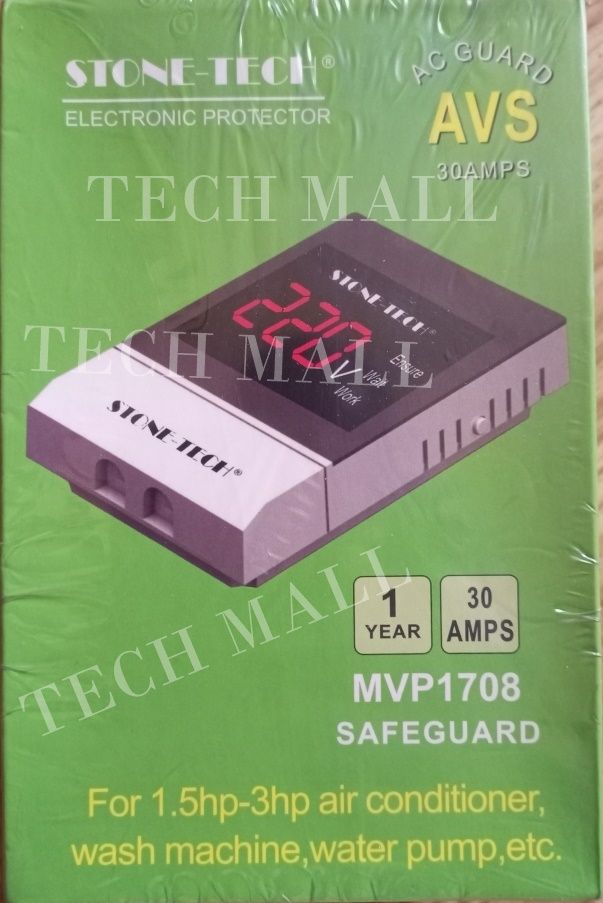 STONE-TECH®
ELECTRONIC PROTECTOR
AC GUARD
AVS
30AMPS
TECH MALL
STONE-TECH®
220V
Ensure
Wait
Work
TECH MALL
STONE-TECH®
TECH MALL
1
YEAR
30
AMPS
MVP1708
SAFEGUARD
For 1.5hp-3hp air conditioner,
wash machine,water pump,etc.